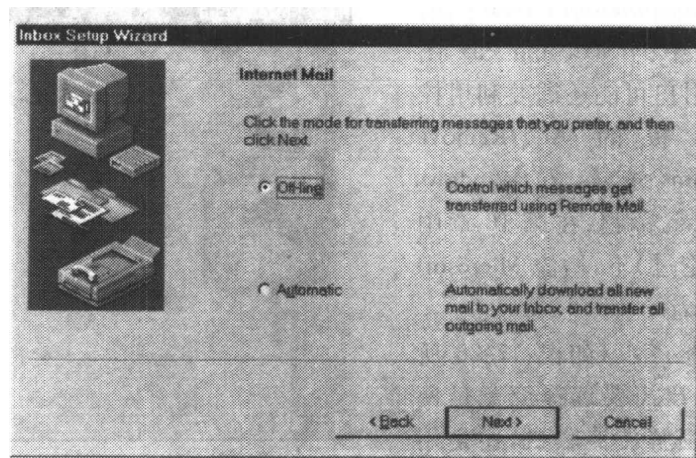 Inbox Setup Wizard
Internet Mail
Click the mode for transferring messages that you prefer, and then
click Next.
Off-line
Control which messages get
transferred using Remote Mail.
Automatic
Automatically download all new
mail to your Inbox, and transfer all
outgoing mail.
< Back
Next >
Cancel